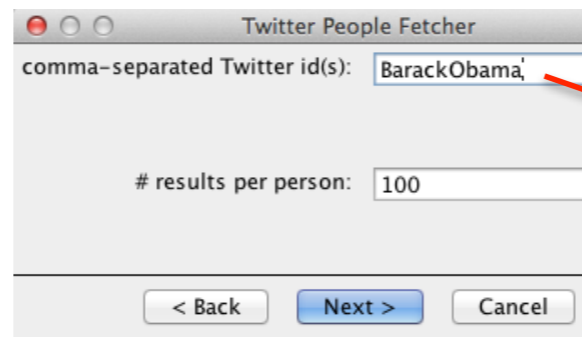 Twitter People Fetcher
comma-separated Twitter id(s): BarackObama
# results per person: 100
< Back Next > Cancel